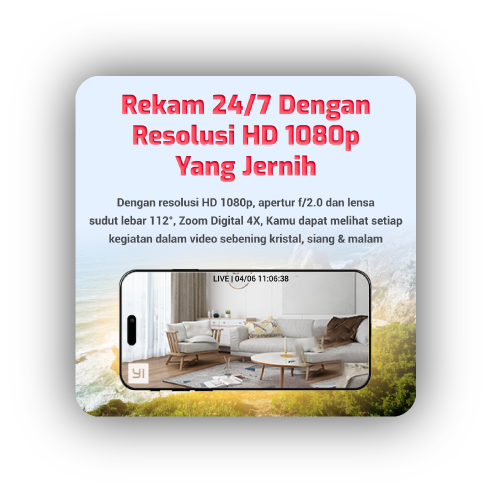 Rekam 24/7 Dengan
Resolusi HD 1080p
Yang Jernih
Dengan resolusi HD 1080p, apertur f/2.0 dan lensa
sudut lebar 112°, Zoom Digital 4X, Kamu dapat melihat setiap
kegiatan dalam video sebening kristal, siang & malam
LIVE | 04/06 11:06:38
YI